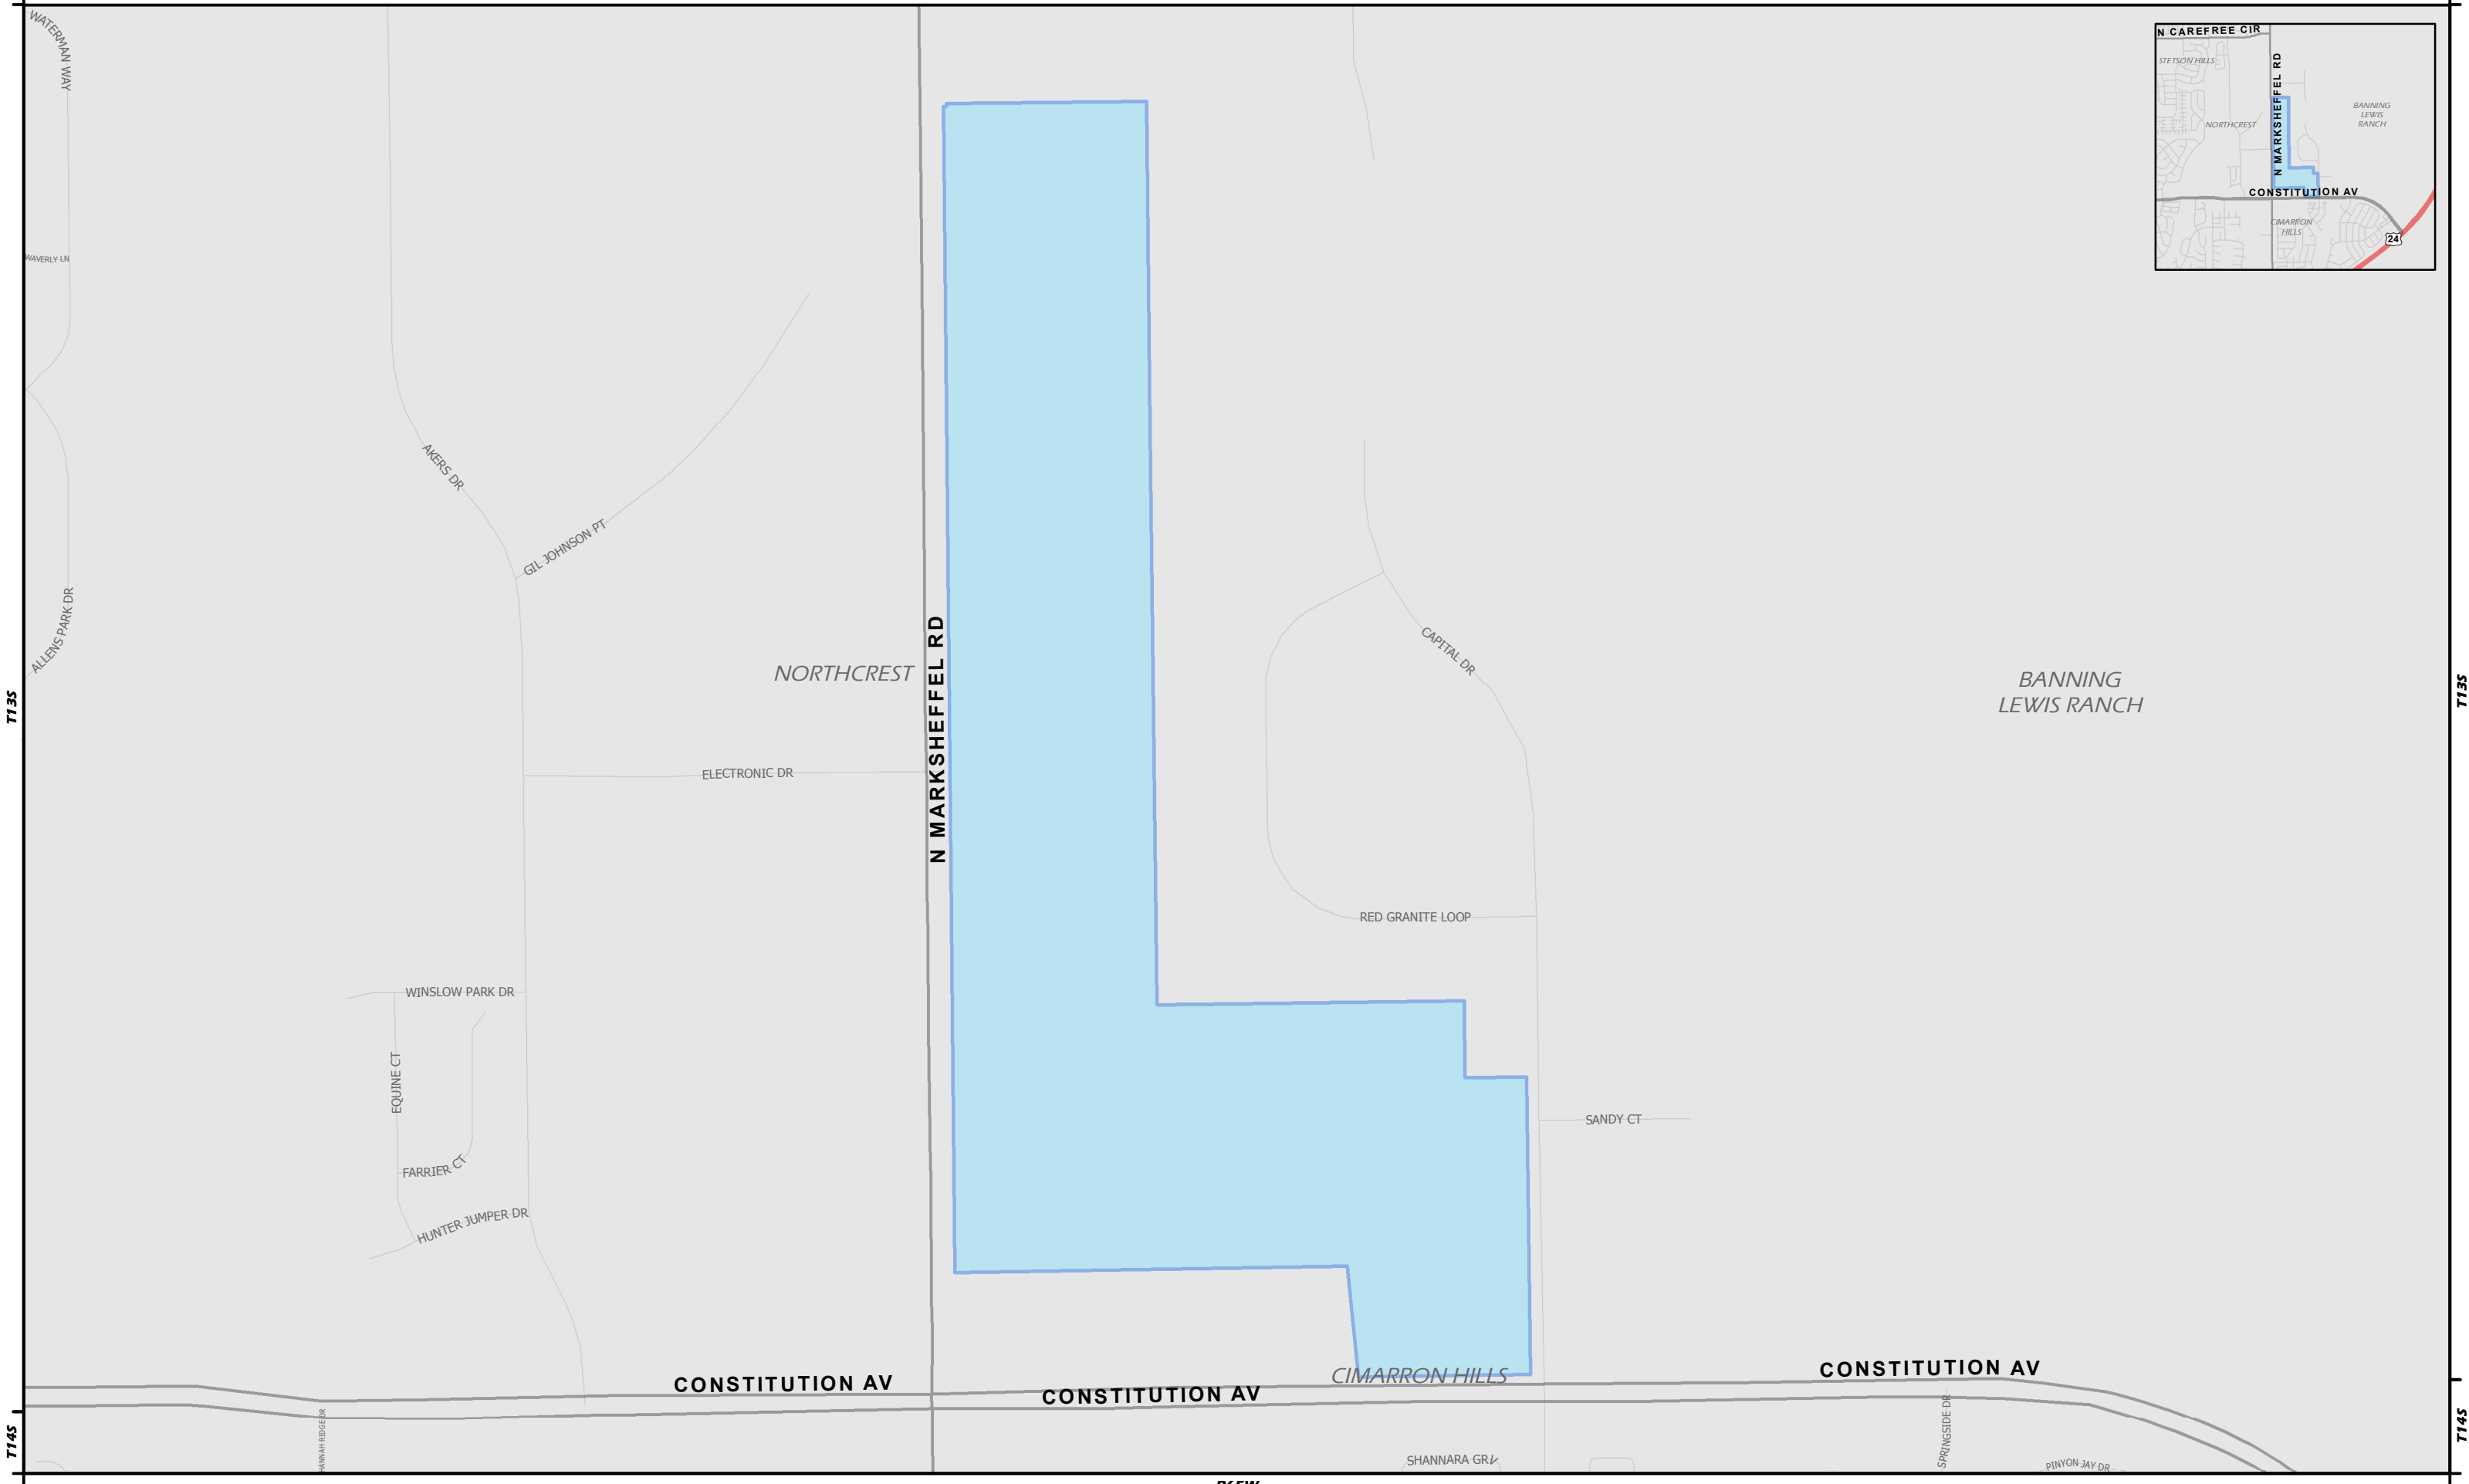 WATERMAN WAY
N CAREFREE CIR
STETSON HILLS
N MARKSHEFFEL RD
BANNING
LEWIS
RANCH
NORTHCREST
CONSTITUTION AV
CIMARRON
HILLS
24
WAVERLY LN
AKERS DR
GIL JOHNSON PT
ALLENS PARK DR
CAPITAL DR
NORTHCREST
N MARKSHEFFEL RD
BANNING
LEWIS RANCH
T13S
T13S
ELECTRONIC DR
RED GRANITE LOOP
WINSLOW PARK DR
EQUINE CT
SANDY CT
FARRIER CT
HUNTER JUMPER DR
CIMARRON HILLS
CONSTITUTION AV
CONSTITUTION AV
CONSTITUTION AV
HANNAH RIDGE DR
SPRINGSIDE DR
T14S
T14S
SHANNARA GRV
PINYON JAY DR